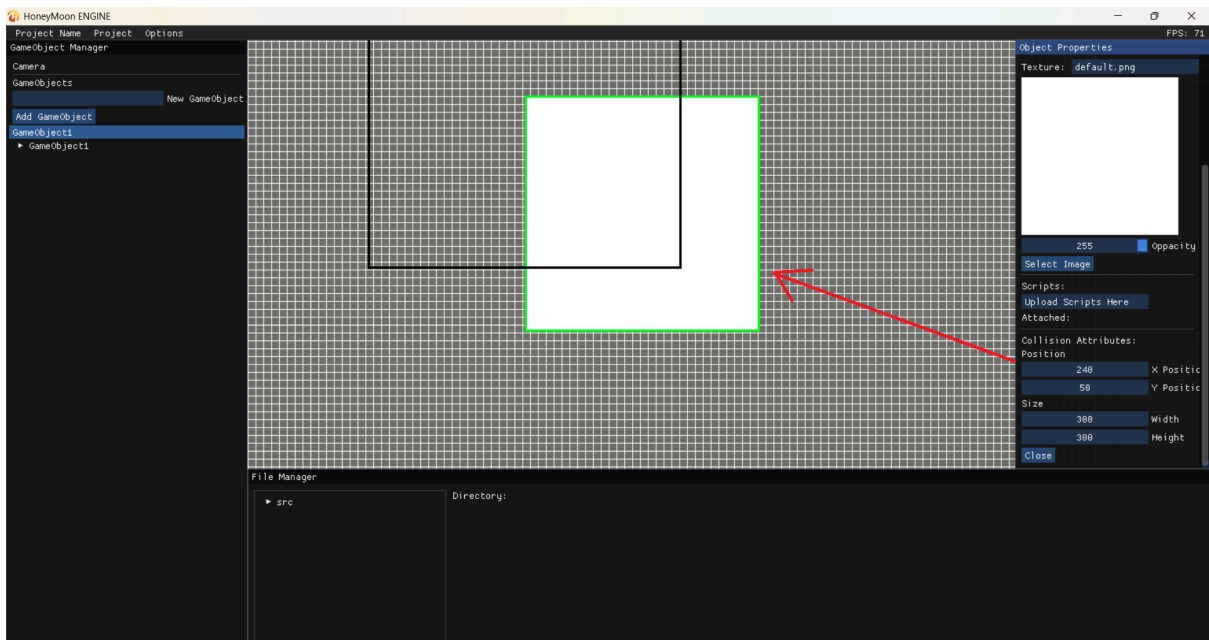 HoneyMoon ENGINE
Project Name Project Options FPS: 71
GameObject Manager
Camera
GameObjects
New GameObject
Add GameObject
GameObject1
GameObject1
Object Properties
Texture: default.png
255 Oppacity
Select Image
Scripts:
Upload Scripts Here
Attached:
Collision Attributes:
Position
240 X Positic
50 Y Positic
Size
300 Width
300 Height
Close
File Manager
src
Directory: